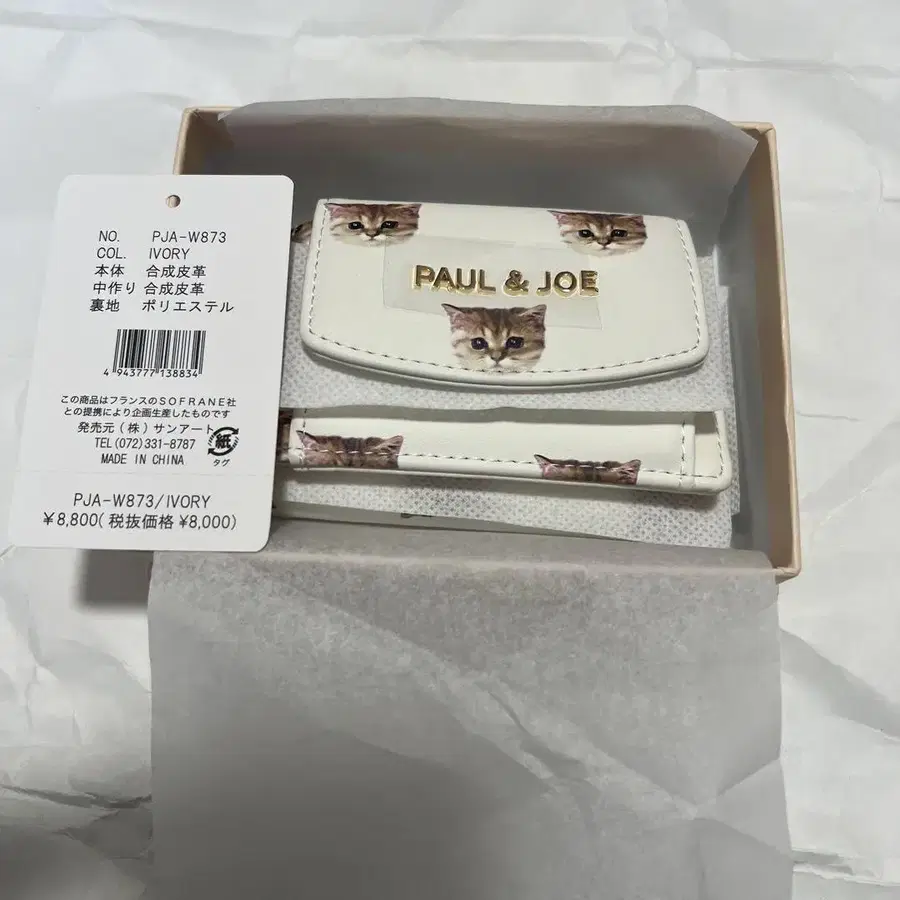 NO. PJA-W873
COL. IVORY
本体 合成皮革
中作り 合成皮革
裏地 ポリエステル
4 943777 138834
この商品はフランスのSOFRANE社
との提携により企画生産したものです
発売元(株)サンアート
TEL(072)331-8787
MADE IN CHINA
紙
タグ
PJA-W873/IVORY
¥8,800(税抜価格 ¥8,000)
PAUL & JOE